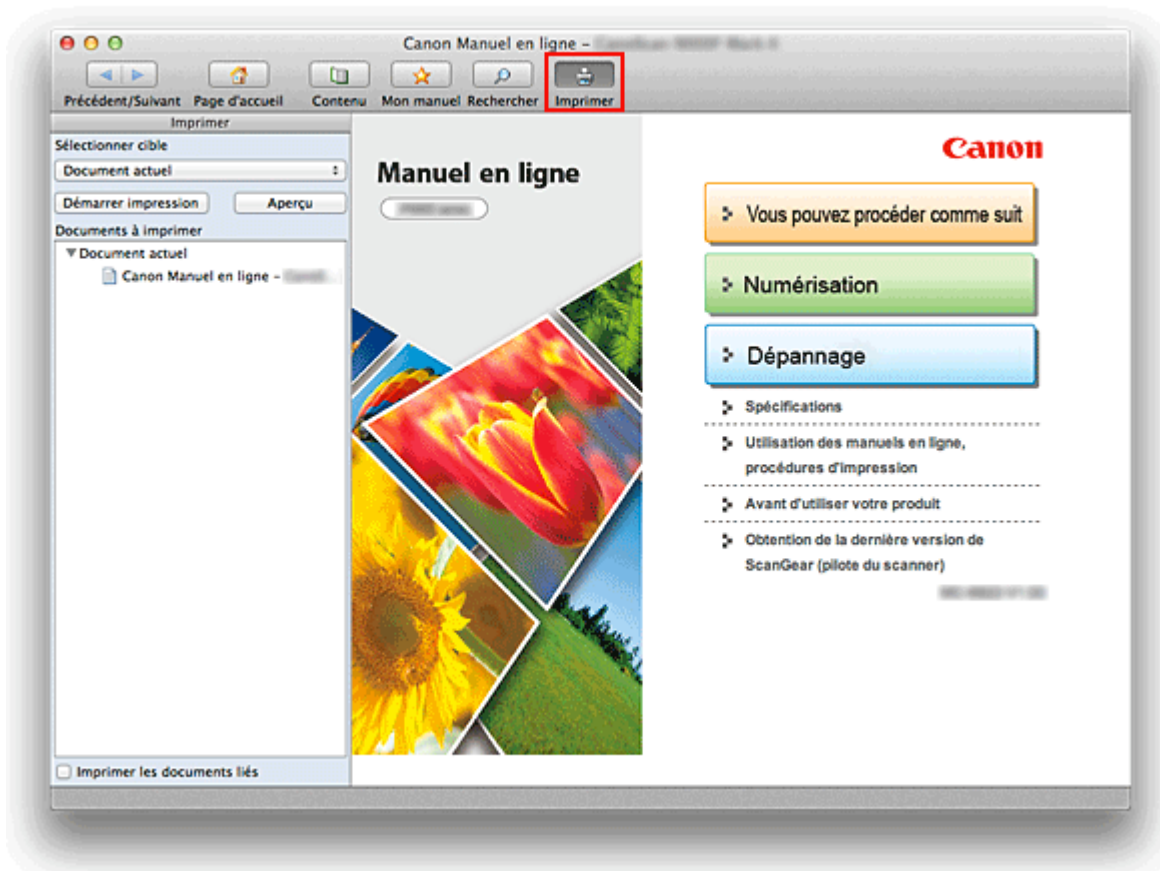 Canon Manuel en ligne –
Précédent/Suivant Page d'accueil Contenu Mon manuel Rechercher Imprimer
Imprimer
Sélectionner cible
Document actuel
Démarrer impression Aperçu
Documents à imprimer
Document actuel
Canon Manuel en ligne –
Imprimer les documents liés
Manuel en ligne
Canon
Vous pouvez procéder comme suit
Numérisation
Dépannage
Spécifications
Utilisation des manuels en ligne,
procédures d'impression
Avant d'utiliser votre produit
Obtention de la dernière version de
ScanGear (pilote du scanner)